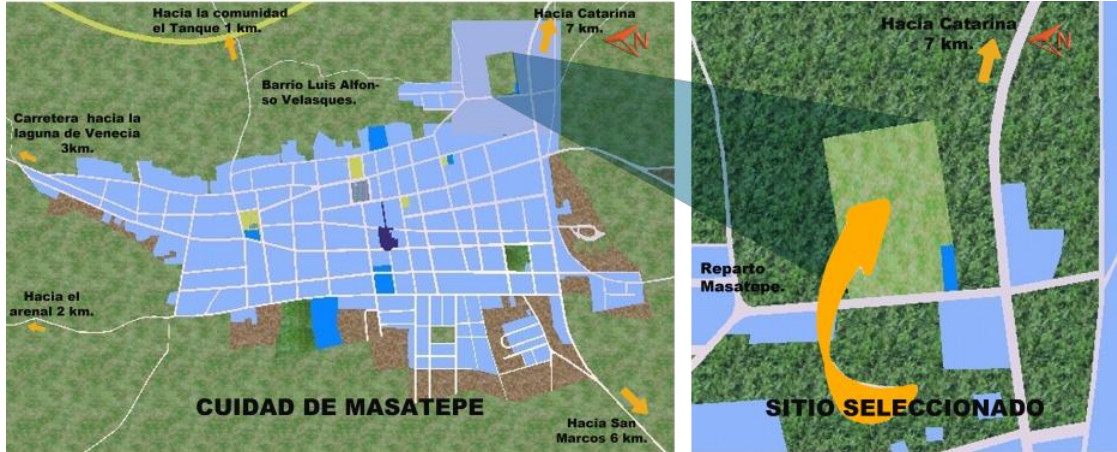 Hacia la comunidad
el Tanque 1 km.
Hacia Catarina
7 km.
N
Barrio Luis Alfon-
so Velasques.
Carretera hacia la
laguna de Venecia
3km.
Hacia el
arenal 2 km.
CUIDAD DE MASATEPE
Hacia San
Marcos 6 km.
Hacia Catarina
7 km.
N
Reparto
Masatepe.
SITIO SELECCIONADO